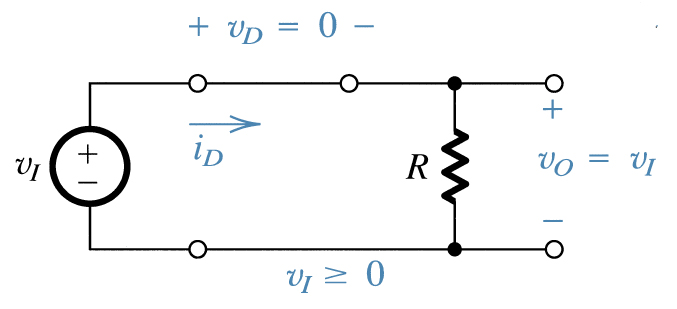 + v_D = 0 −
+
−
v_I
i_D
R
+
v_O = v_I
−
v_I ≥ 0